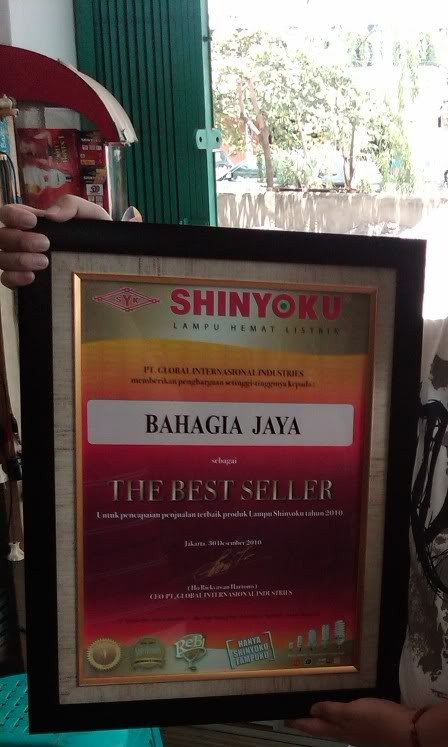 SYK
SHINYOKU
LAMPU HEMAT LISTRIK
PT. GLOBAL INTERNASIONAL INDUSTRIES
memberikan penghargaan setinggi-tingginya kepada :
BAHAGIA JAYA
sebagai
THE BEST SELLER
Untuk pencapaian penjualan terbaik produk Lampu Shinyoku tahun 2010
Jakarta, 30 Desember 2010
CEO PT. GLOBAL INTERNASIONAL INDUSTRIES
HANYA
SHINYOKU
LAMPUKU